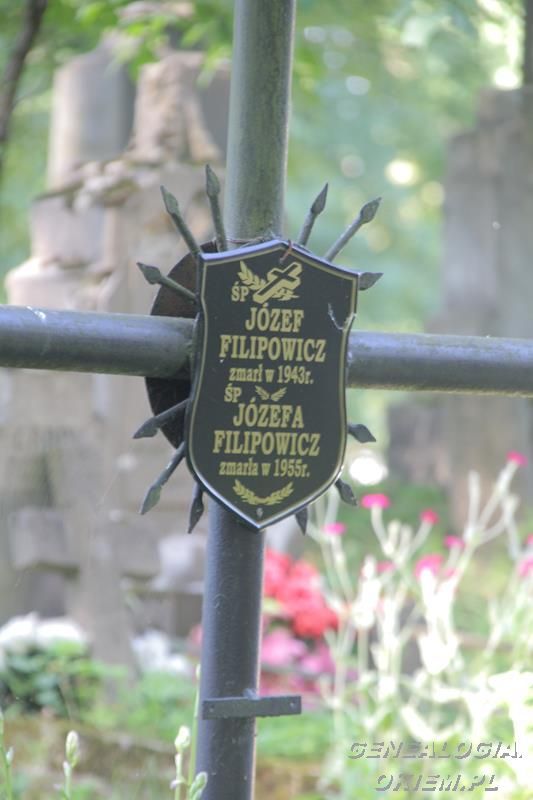 ŚP
JÓZEF
FILIPOWICZ
zmarł w 1943r.
ŚP
JÓZEFA
FILIPOWICZ
zmarła w 1955r.
GENEALOGIA.
OKIEM.PL